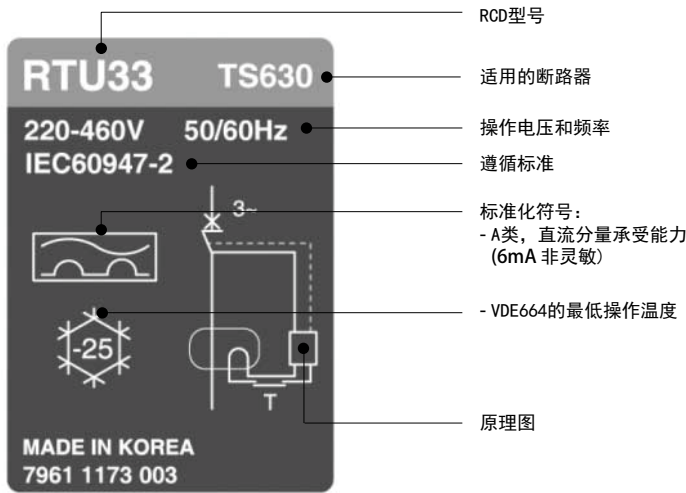 RCD型号
RTU33 TS630
适用的断路器
220-460V 50/60Hz
操作电压和频率
IEC60947-2
遵循标准
3~
标准化符号：
- A类，直流分量承受能力
(6mA 非灵敏)
-25
- VDE664的最低操作温度
T
原理图
MADE IN KOREA
7961 1173 003